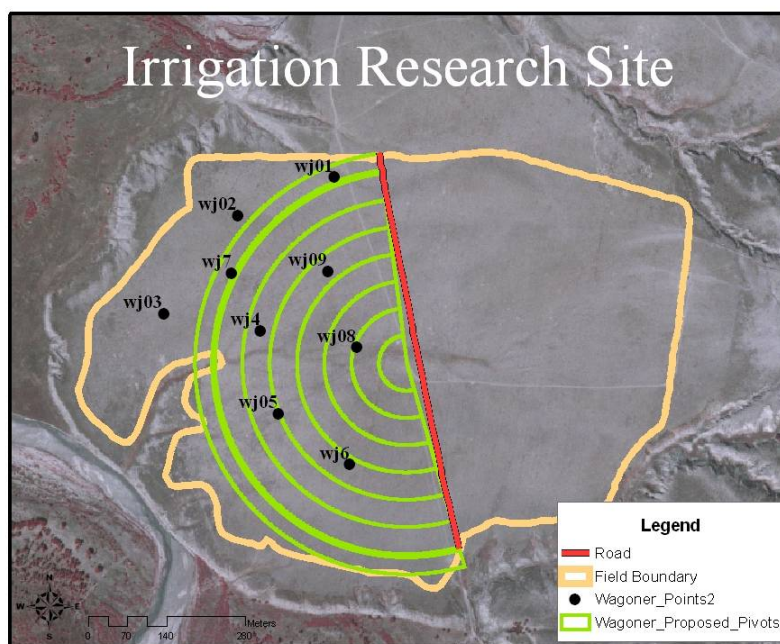 Irrigation Research Site
wj01
wj02
wj7
wj09
wj03
wj4
wj08
wj05
wj6
Legend
Road
Field Boundary
Wagoner_Points2
Wagoner_Proposed_Pivots
N
W
E
S
Meters
0 70 140 280